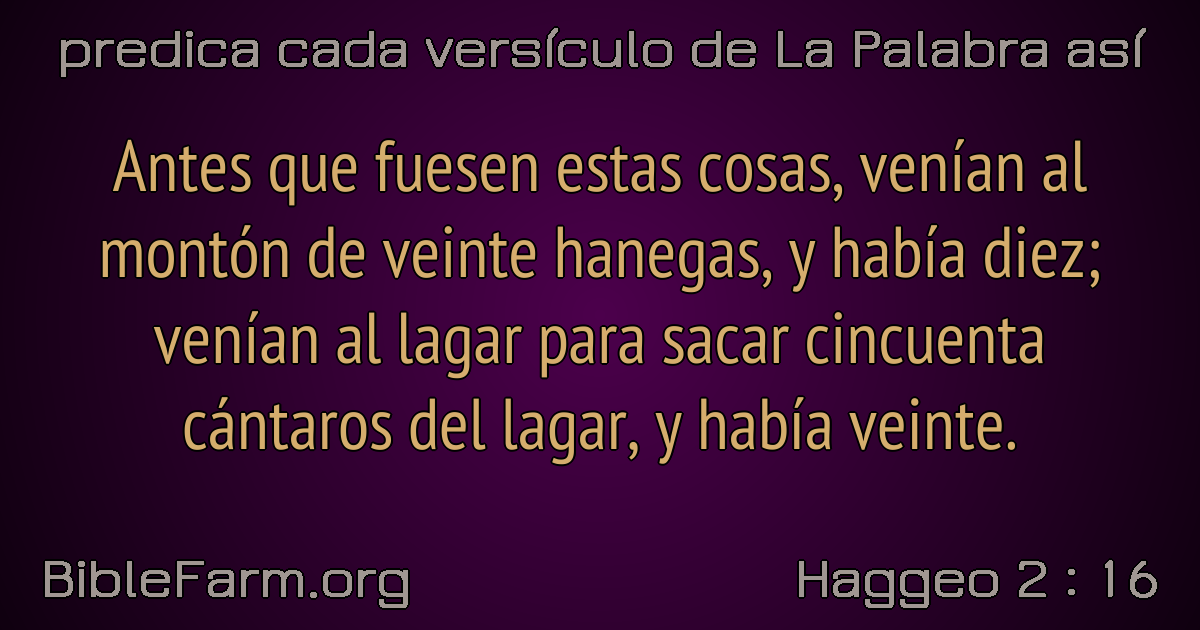 predica cada versículo de La Palabra así
Antes que fuesen estas cosas, venían al
montón de veinte hanegas, y había diez;
venían al lagar para sacar cincuenta
cántaros del lagar, y había veinte.
BibleFarm.org
Haggeo 2 : 16